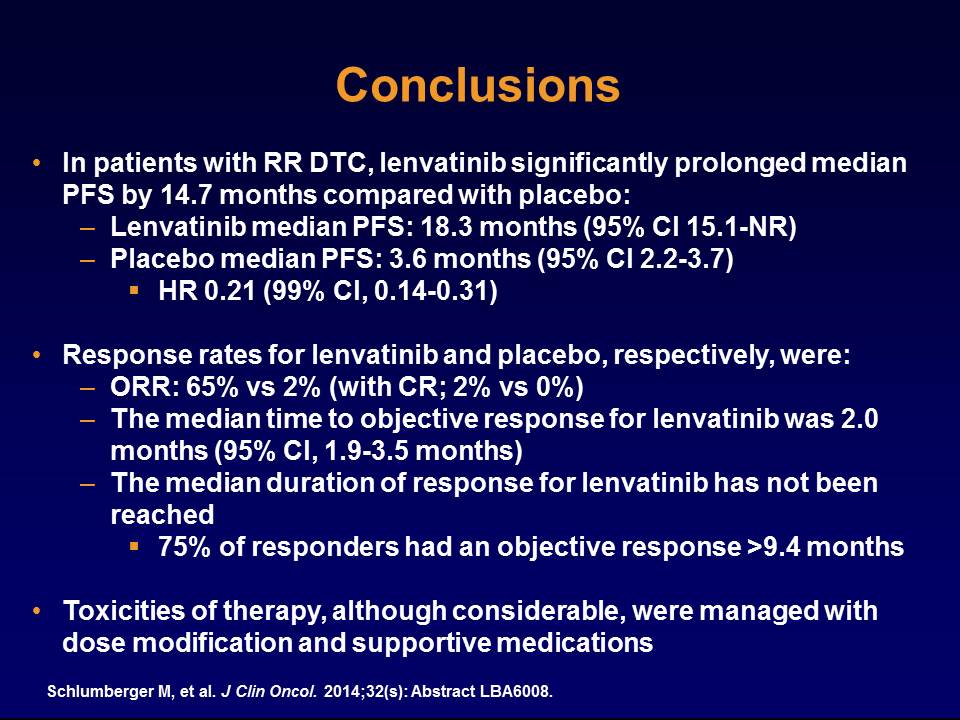 Conclusions
• In patients with RR DTC, lenvatinib significantly prolonged median
PFS by 14.7 months compared with placebo:
– Lenvatinib median PFS: 18.3 months (95% CI 15.1-NR)
– Placebo median PFS: 3.6 months (95% CI 2.2-3.7)
▪ HR 0.21 (99% CI, 0.14-0.31)
• Response rates for lenvatinib and placebo, respectively, were:
– ORR: 65% vs 2% (with CR; 2% vs 0%)
– The median time to objective response for lenvatinib was 2.0
months (95% CI, 1.9-3.5 months)
– The median duration of response for lenvatinib has not been
reached
▪ 75% of responders had an objective response >9.4 months
• Toxicities of therapy, although considerable, were managed with
dose modification and supportive medications
Schlumberger M, et al. J Clin Oncol. 2014;32(s): Abstract LBA6008.